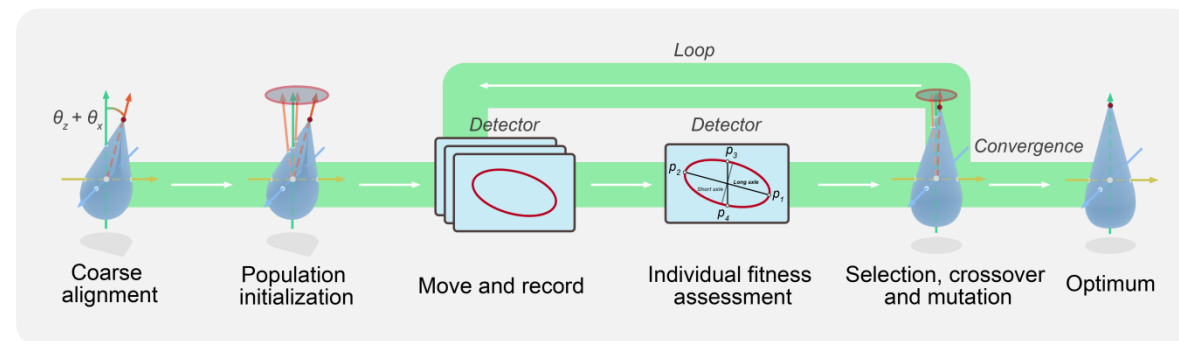 Loop
θz + θx
Detector
Detector
Convergence
p3
p2
Long axis
Short axis
p1
p4
Coarse
alignment
Population
initialization
Move and record
Individual fitness
assessment
Selection, crossover
and mutation
Optimum